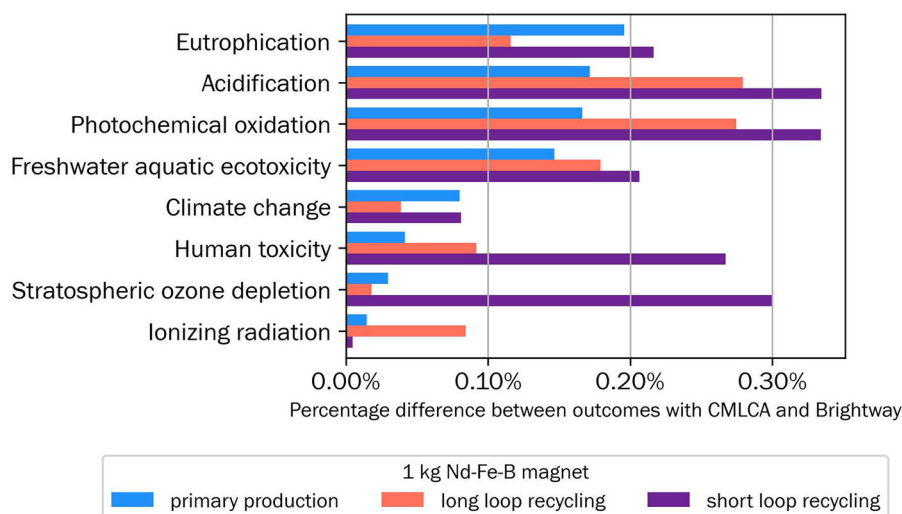 Eutrophication
Acidification
Photochemical oxidation
Freshwater aquatic ecotoxicity
Climate change
Human toxicity
Stratospheric ozone depletion
Ionizing radiation
0.00% 0.10% 0.20% 0.30%
Percentage difference between outcomes with CMLCA and Brightway
1 kg Nd-Fe-B magnet
primary production long loop recycling short loop recycling